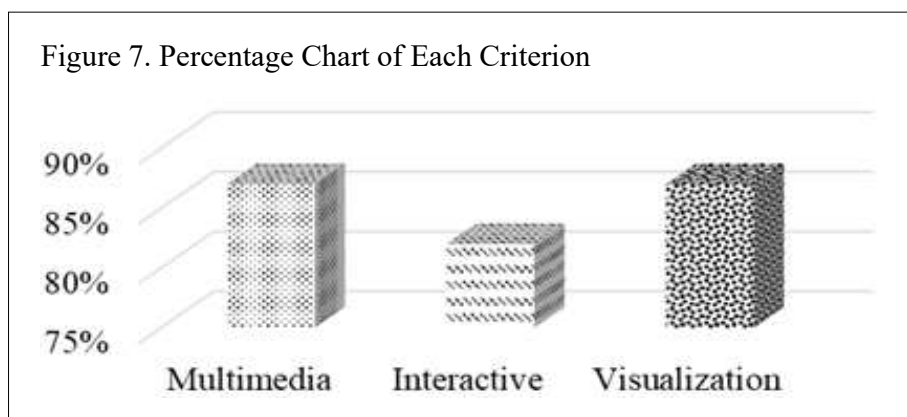 Figure 7. Percentage Chart of Each Criterion
90%
85%
80%
75%
Multimedia Interactive Visualization